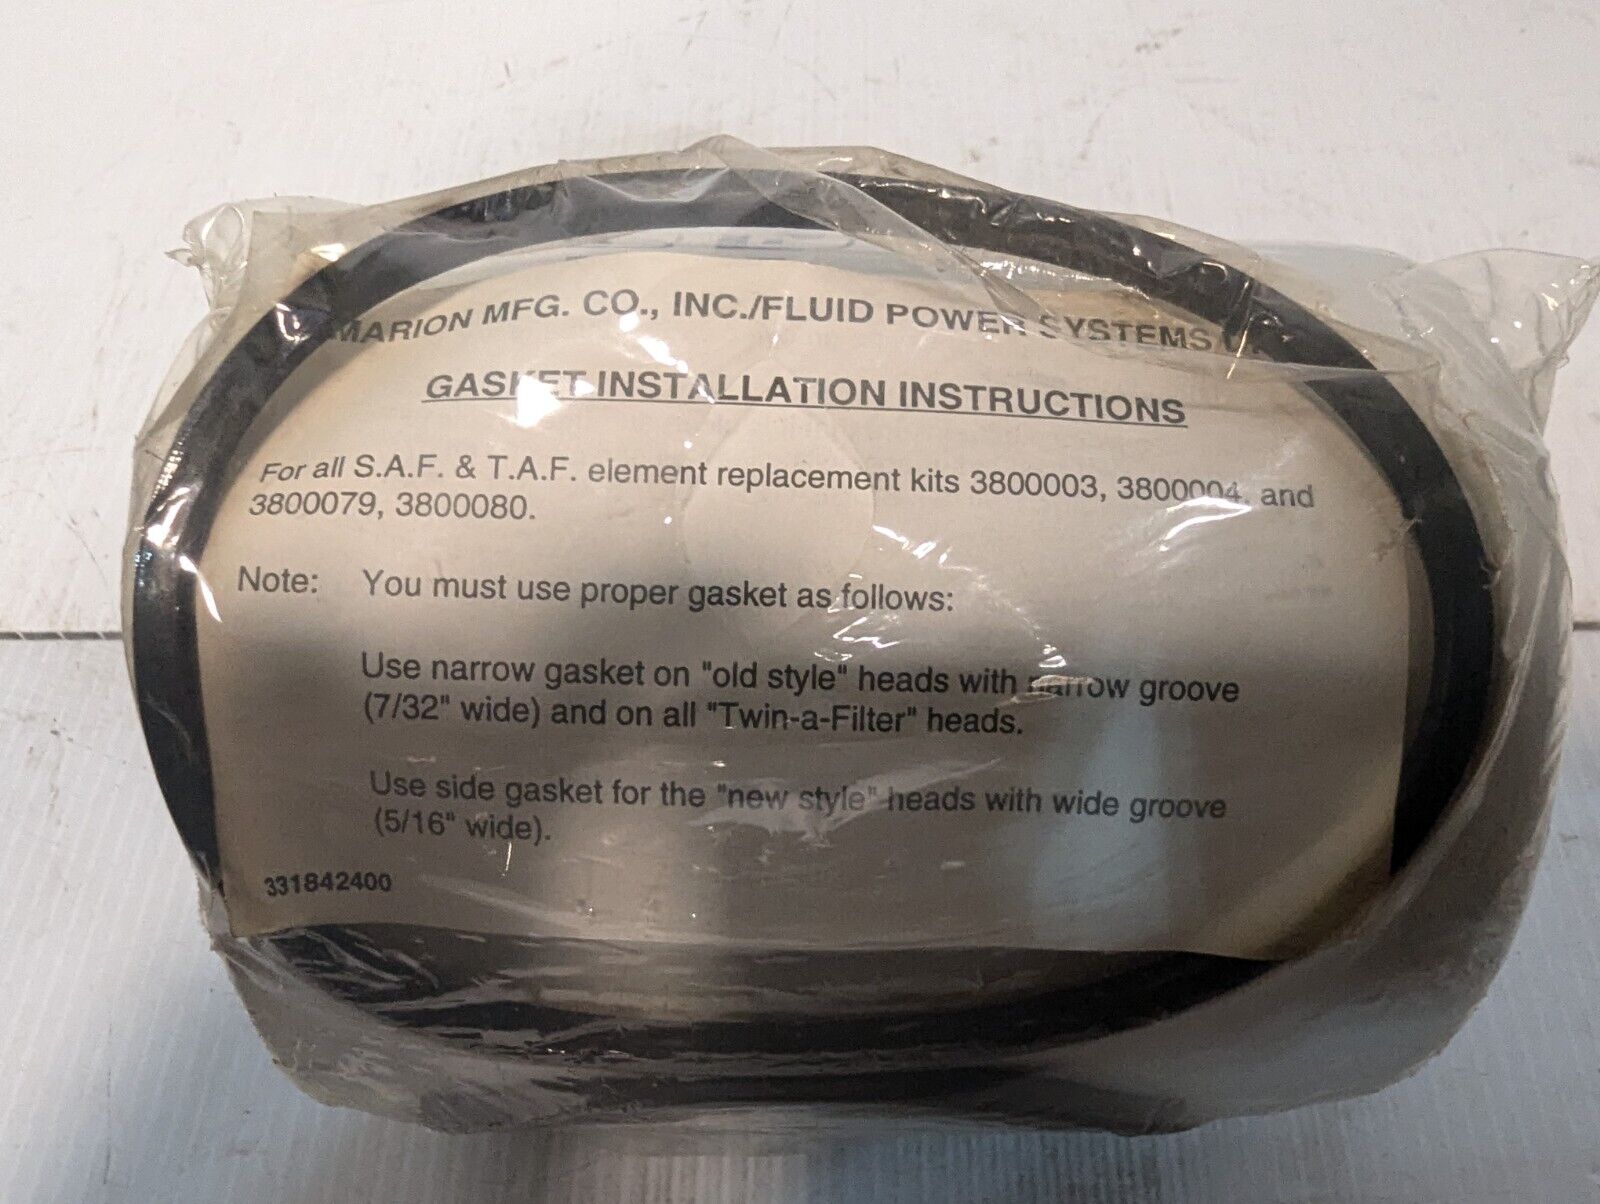 MARION MFG. CO., INC./FLUID POWER SYSTEMS
GASKET INSTALLATION INSTRUCTIONS
For all S.A.F. & T.A.F. element replacement kits 3800003, 3800004, and
3800079, 3800080.
Note: You must use proper gasket as follows:
Use narrow gasket on "old style" heads with narrow groove
(7/32" wide) and on all "Twin-a-Filter" heads.
Use side gasket for the "new style" heads with wide groove
(5/16" wide).
331842400